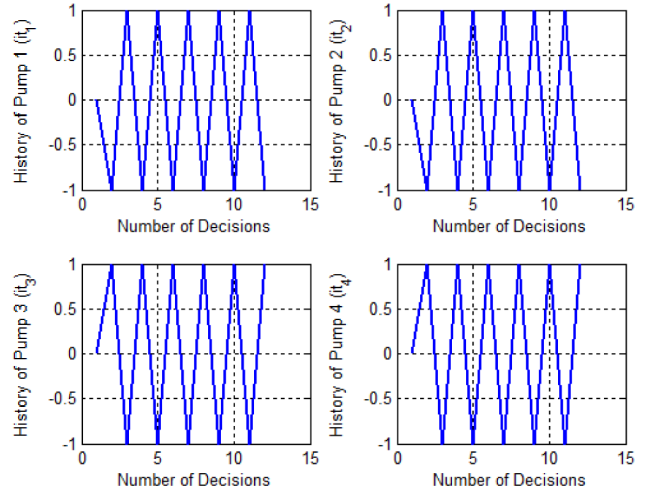 History of Pump 1 (it1)
1
0.5
0
-0.5
-1
0 5 10 15
Number of Decisions
History of Pump 2 (it2)
1
0.5
0
-0.5
-1
0 5 10 15
Number of Decisions
History of Pump 3 (it3)
1
0.5
0
-0.5
-1
0 5 10 15
Number of Decisions
History of Pump 4 (it4)
1
0.5
0
-0.5
-1
0 5 10 15
Number of Decisions